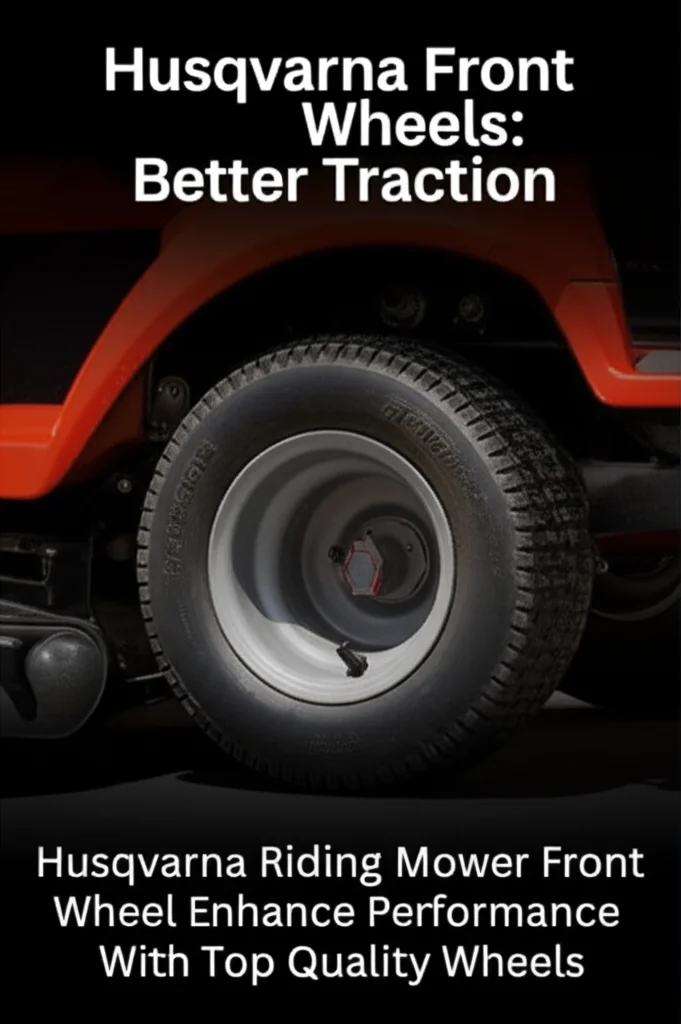 Husqvarna Front
Wheels:
Better Traction
Husqvarna Riding Mower Front
Wheel Enhance Performance
With Top Quality Wheels